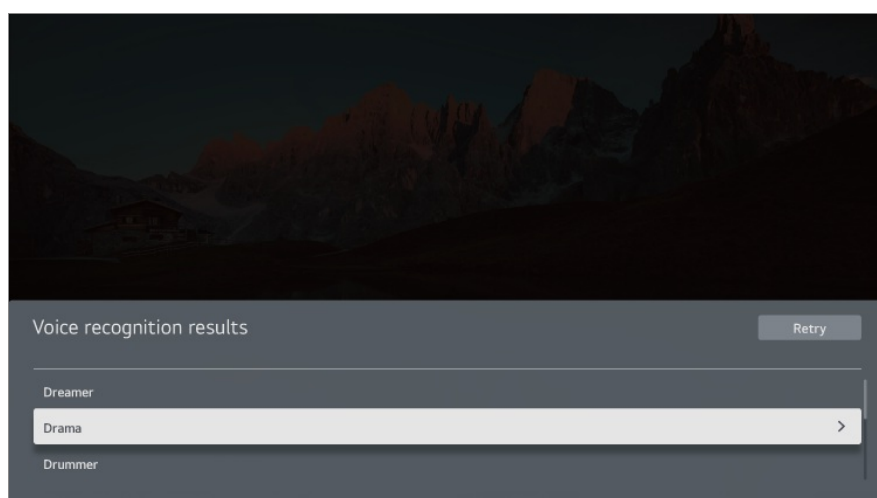 Voice recognition results
Retry
Dreamer
Drama
Drummer